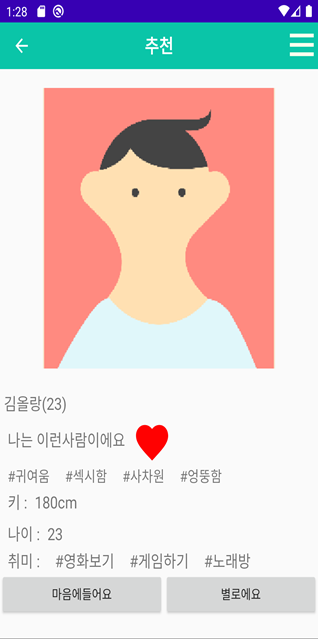 1:28
추천
김올랑(23)
나는 이런사람이에요
#귀여움 #섹시함 #사차원 #엉뚱함
키 : 180cm
나이 : 23
취미 : #영화보기 #게임하기 #노래방
마음에들어요 별로에요